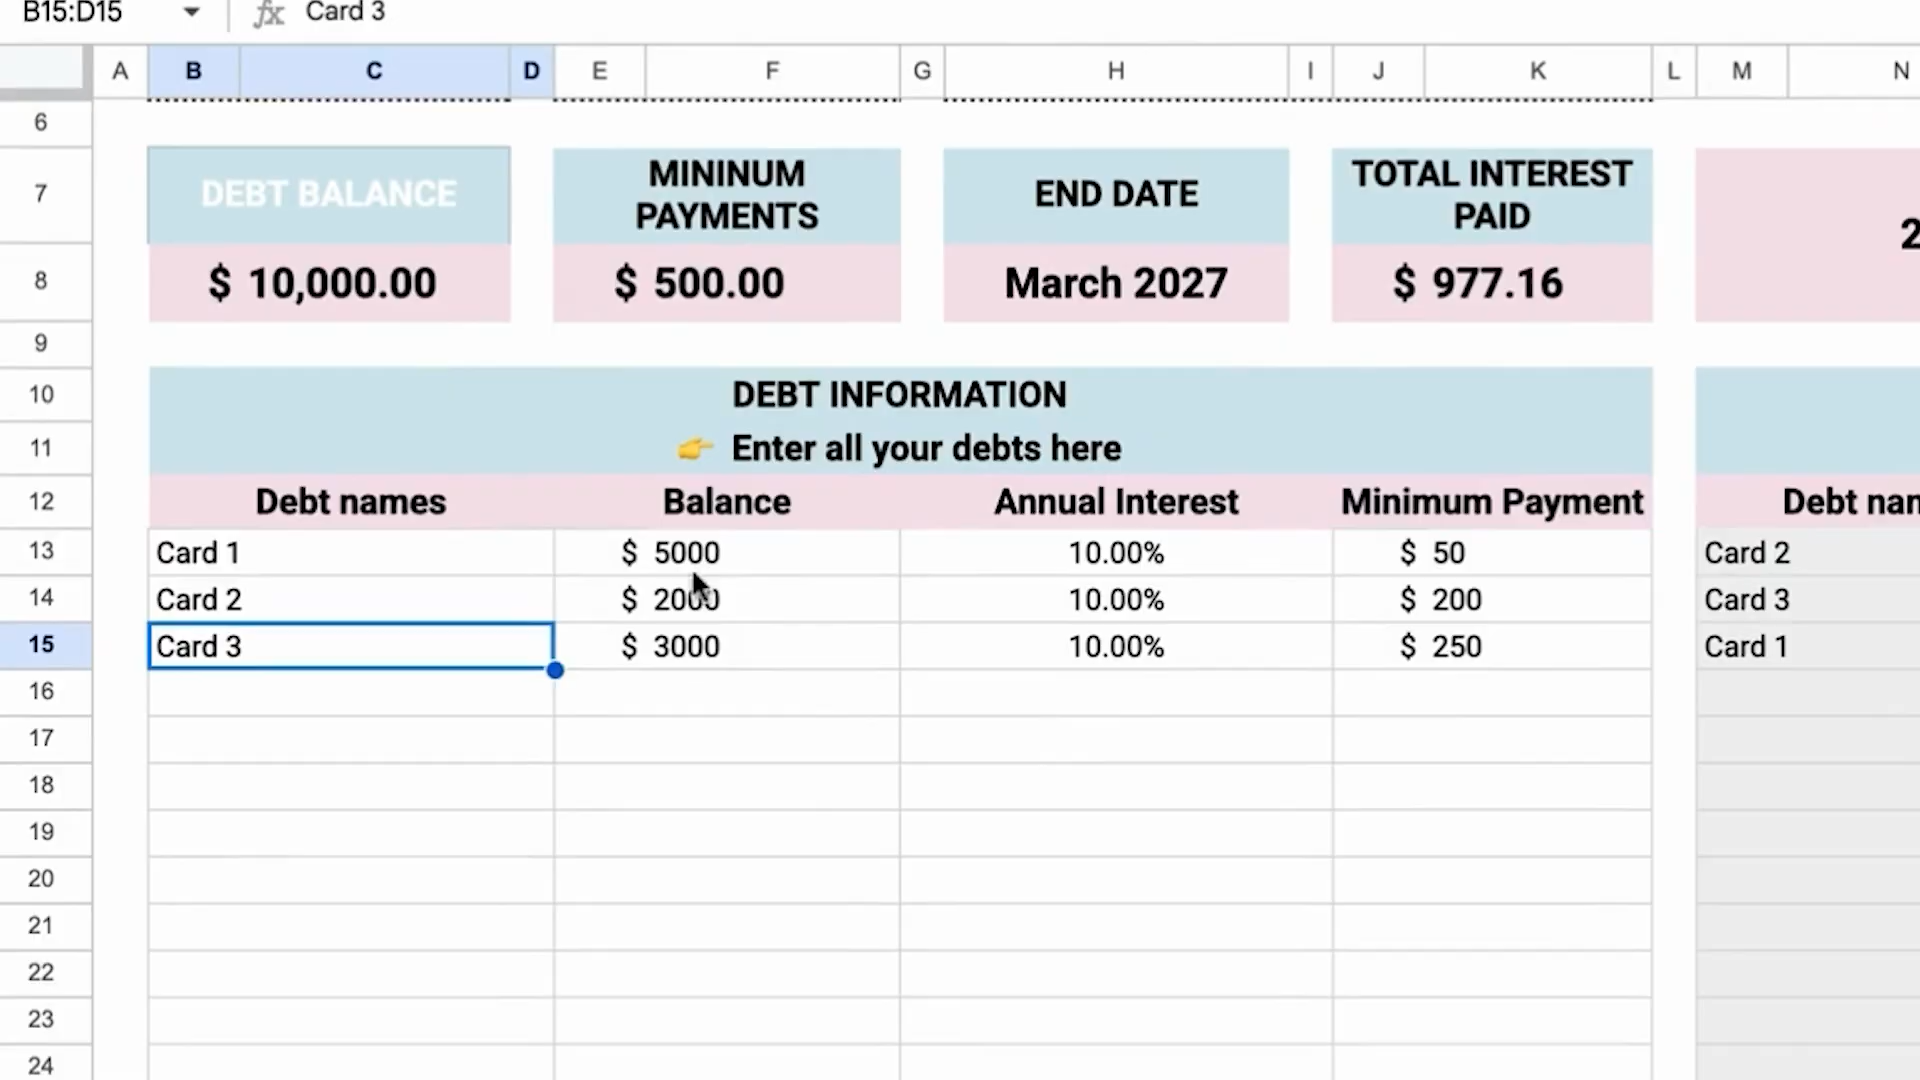 B15:D15 fx Card 3
A B C D E F G H I J K L M N
6
7 DEBT BALANCE MININUM PAYMENTS END DATE TOTAL INTEREST PAID
8 $ 10,000.00 $ 500.00 March 2027 $ 977.16 2
9
10 DEBT INFORMATION
11 👉 Enter all your debts here
12 Debt names Balance Annual Interest Minimum Payment Debt nan
13 Card 1 $ 5000 10.00% $ 50 Card 2
14 Card 2 $ 2000 10.00% $ 200 Card 3
15 Card 3 $ 3000 10.00% $ 250 Card 1
16
17
18
19
20
21
22
23
24